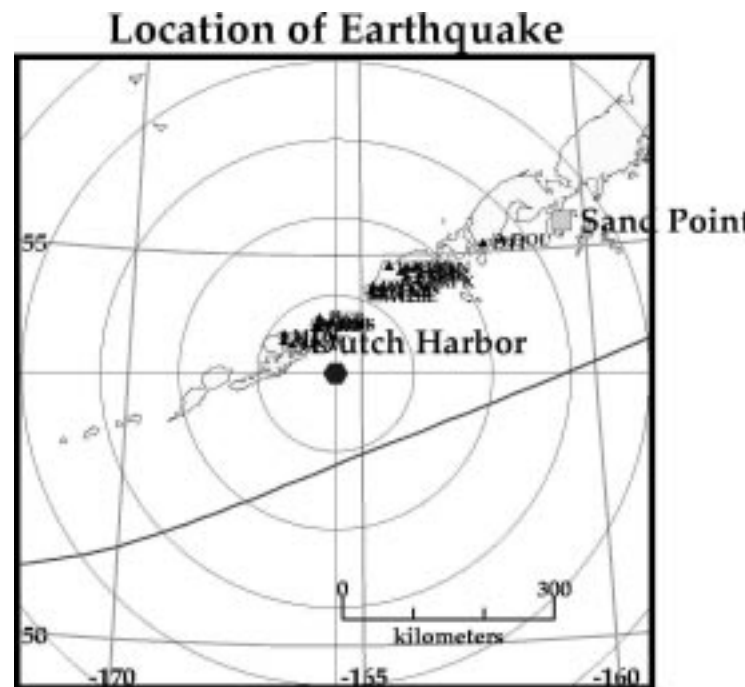 Location of Earthquake
Sand Point
55
Dutch Harbor
0 300
kilometers
50
-170 -165 -160